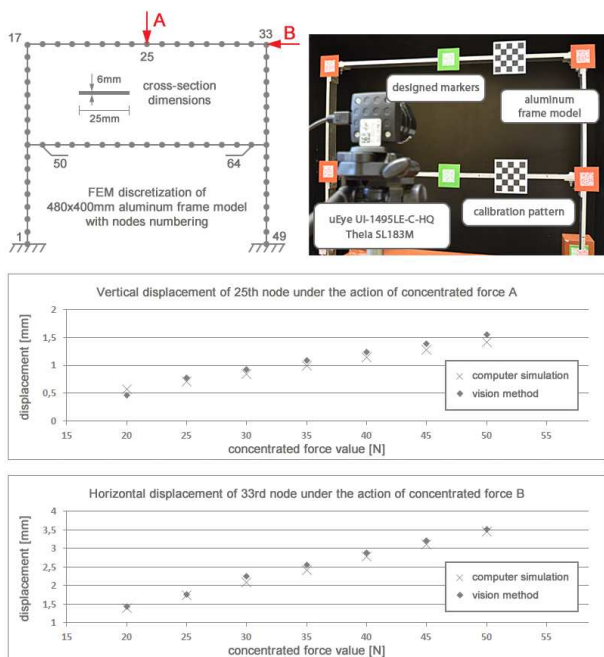 A
B
17
33
25
6mm
25mm
cross-section
dimensions
50
64
FEM discretization of
480x400mm aluminum frame model
with nodes numbering
1
49
designed markers
aluminum
frame model
uEye UI-1495LE-C-HQ
Theia SL183M
calibration pattern
Vertical displacement of 25th node under the action of concentrated force A
displacement [mm]
2
1,5
1
0,5
0
15 20 25 30 35 40 45 50 55
concentrated force value [N]
computer simulation
vision method
Horizontal displacement of 33rd node under the action of concentrated force B
displacement [mm]
4
3,5
3
2,5
2
1,5
1
15 20 25 30 35 40 45 50 55
concentrated force value [N]
computer simulation
vision method